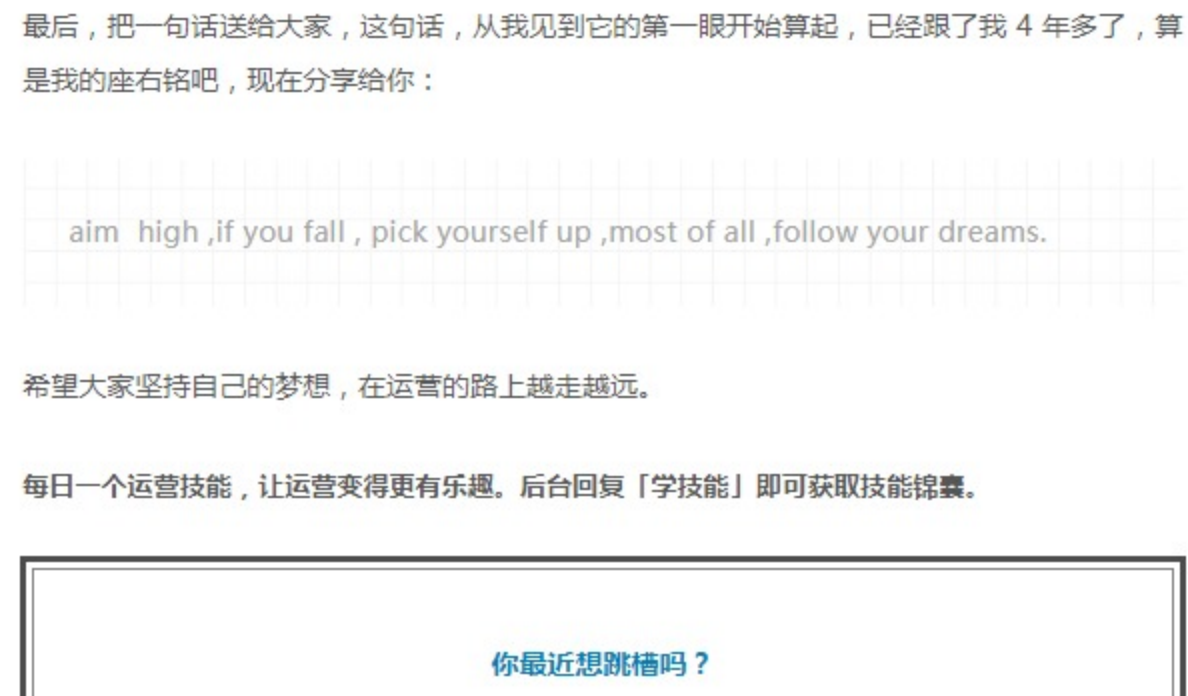 最后，把一句话送给大家，这句话，从我见到它的第一眼开始算起，已经跟了我 4 年多了，算
是我的座右铭吧，现在分享给你：
aim  high ,if you fall , pick yourself up ,most of all ,follow your dreams.
希望大家坚持自己的梦想，在运营的路上越走越远。
每日一个运营技能，让运营变得更有乐趣。后台回复「学技能」即可获取技能锦囊。
你最近想跳槽吗？